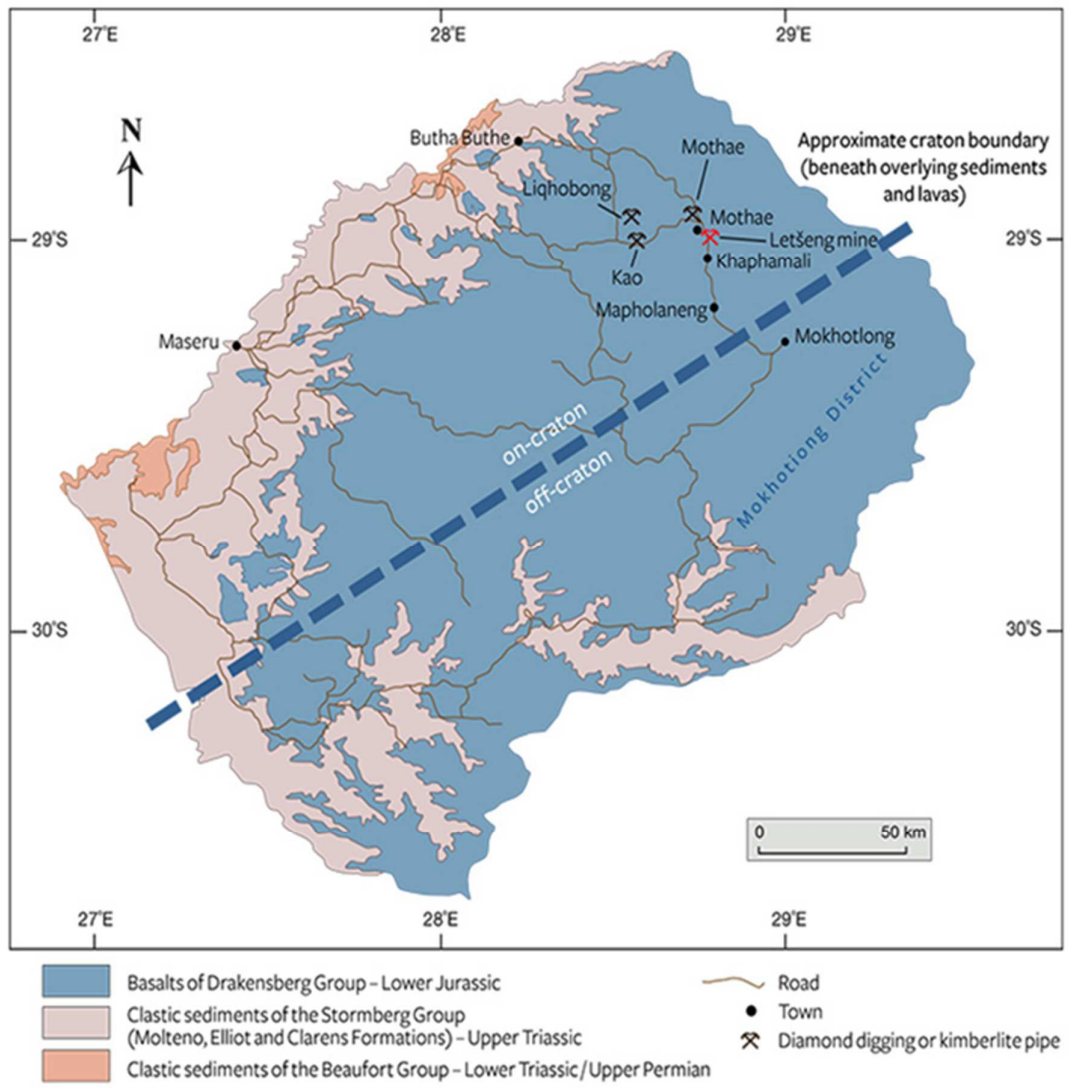 27°E
28°E
29°E
N
Butha Buthe
Mothae
Approximate craton boundary
(beneath overlying sediments
and lavas)
Liqhobong
Mothae
29°S
Letšeng mine
29°S
Kao
Khaphamali
Mapholaneng
Maseru
Mokhotlong
on-craton
off-craton
Mokhotiong District
30°S
30°S
0 50 km
27°E
28°E
29°E
Basalts of Drakensberg Group – Lower Jurassic
Road
Clastic sediments of the Stormberg Group
(Molteno, Elliot and Clarens Formations) – Upper Triassic
Town
Diamond digging or kimberlite pipe
Clastic sediments of the Beaufort Group – Lower Triassic / Upper Permian